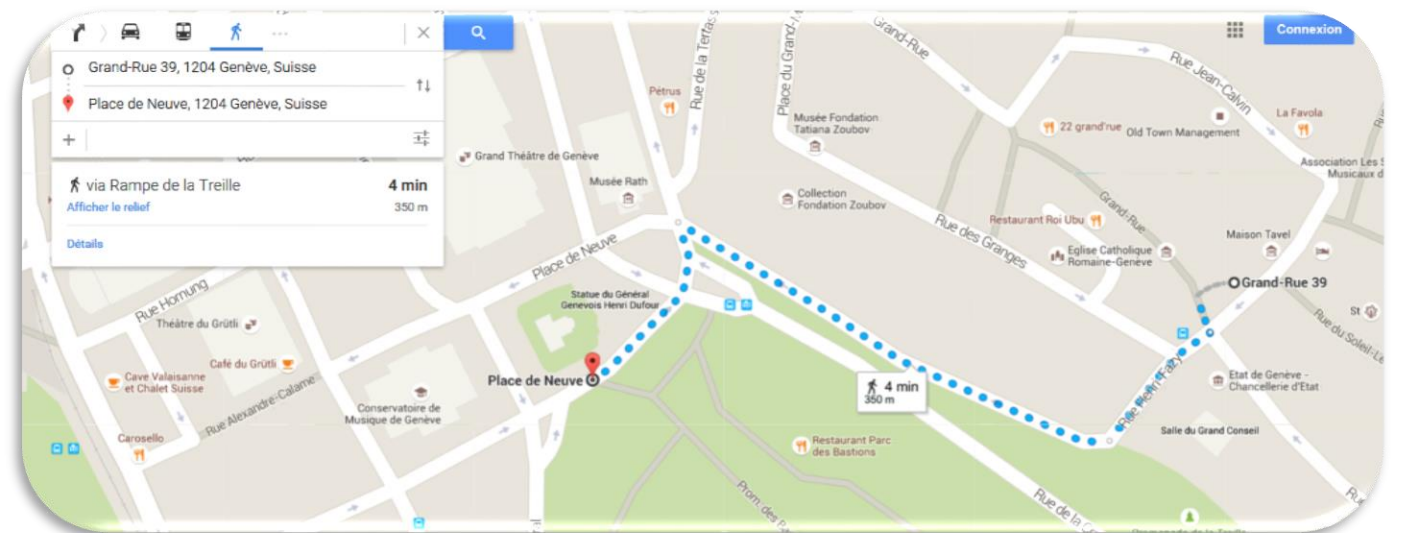 Connexion
Grand-Rue 39, 1204 Genève, Suisse
Place de Neuve, 1204 Genève, Suisse
via Rampe de la Treille
4 min
Afficher le relief
350 m
Détails
Rue de la Tertas
Place du Grand-M
Grand-Rue
Rue Jean-Calvin
Pétrus
Musée Fondation
Tatiana Zoubov
22 grand'rue
Old Town Management
La Favola
Grand Théâtre de Genève
Association Les S
Musicaux d
Musée Rath
Collection
Fondation Zoubov
Grand-Rue
Restaurant Roi Ubu
Rue des Granges
Eglise Catholique
Romaine-Genève
Maison Tavel
Place de Neuve
Grand-Rue 39
Rue Hornung
Statue du Général
Genevois Henri Dufour
St
Rue du Soleil-Le
Théâtre du Grütli
Café du Grütli
Cave Valaisanne
et Chalet Suisse
Place de Neuve
4 min
350 m
Rue Henri-Fazy
Etat de Genève -
Chancellerie d'Etat
Rue Alexandre-Calame
Conservatoire de
Musique de Genève
Carosello
Restaurant Parc
des Bastions
Salle du Grand Conseil
Prom. des
Rue de la C